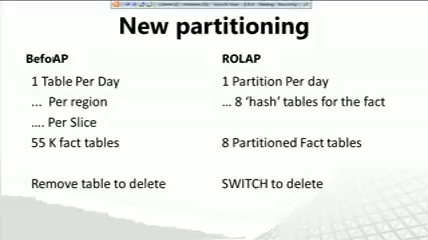 New partitioning
BeforAP
1 Table Per Day
... Per region
.... Per Slice
55 K fact tables
Remove table to delete
ROLAP
1 Partition Per day
... 8 ‘hash’ tables for the fact
8 Partitioned Fact tables
SWITCH to delete